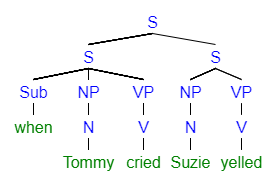 S
S S
Sub NP VP NP VP
when N V N V
Tommy cried Suzie yelled